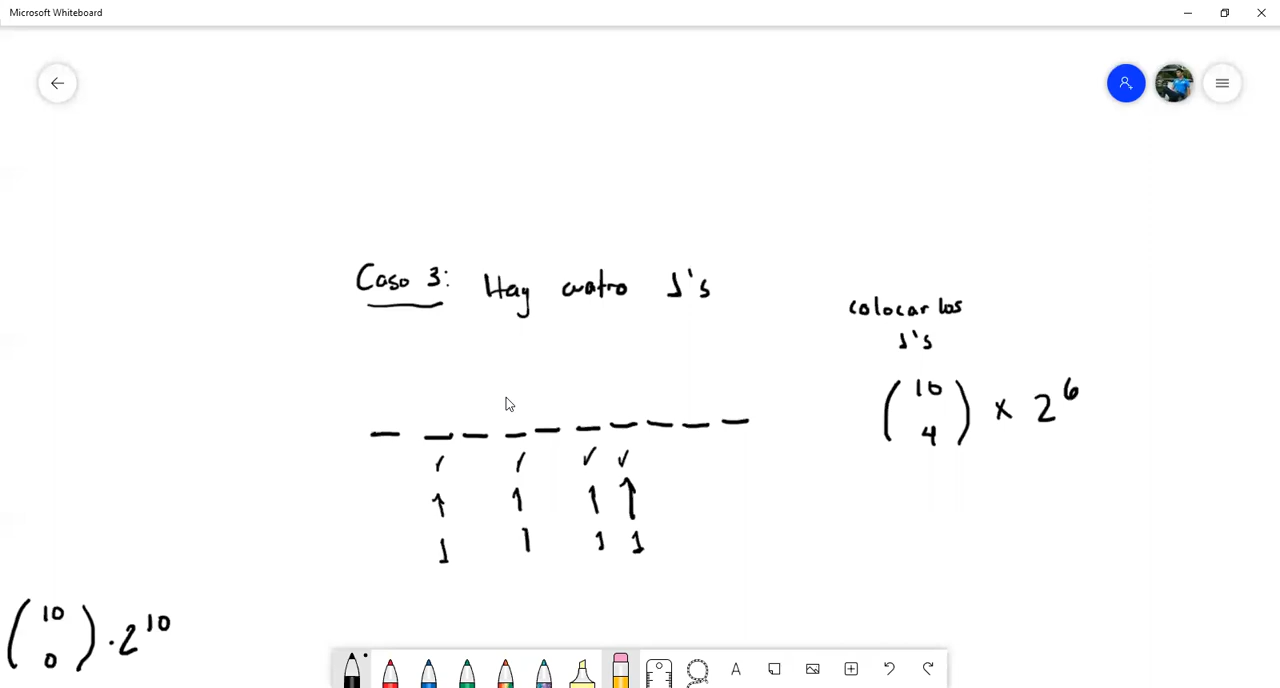 Microsoft Whiteboard
Caso 3: Hay cuatro 1's
colocar los
1's
(10 4) x 2^6
1 1 1 1
(10 0) · 2^10
A